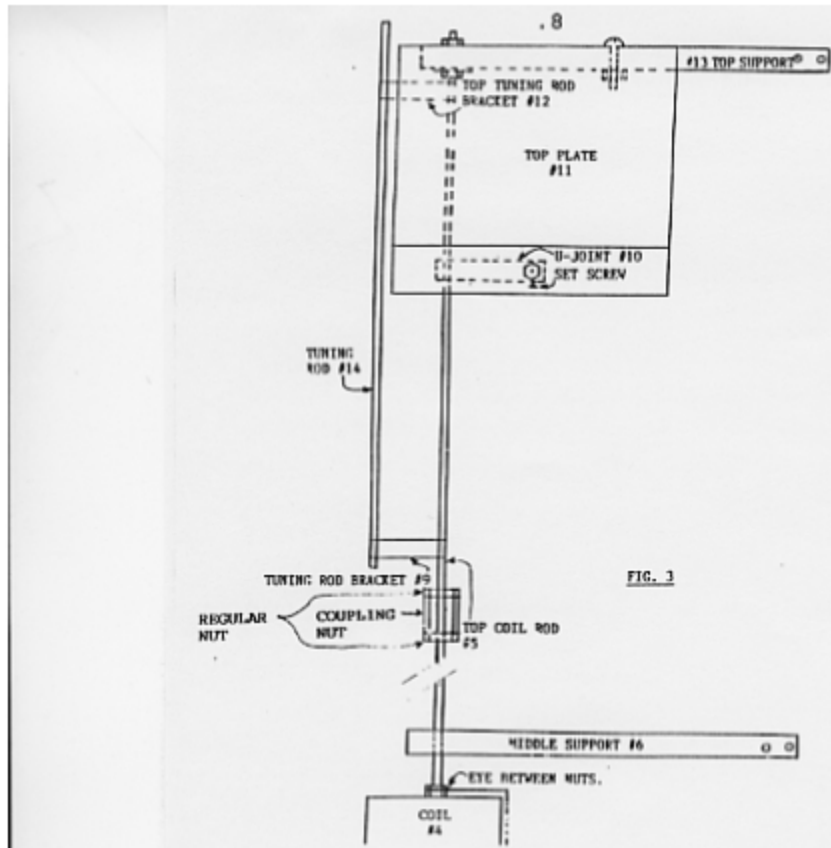 .8
#13 TOP SUPPORT
TOP TUNING ROD
BRACKET #12
TOP PLATE
#11
U-JOINT #10
SET SCREW
TUNING
ROD #14
TUNING ROD BRACKET #9
FIG. 3
REGULAR
NUT
COUPLING
NUT
TOP COIL ROD
#5
MIDDLE SUPPORT #6
EYE BETWEEN NUTS.
COIL
#4